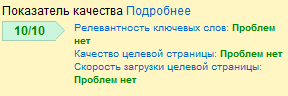 Показатель качества Подробнее
10/10
Релевантность ключевых слов: Проблем
нет
Качество целевой страницы: Проблем нет
Скорость загрузки целевой страницы:
Проблем нет